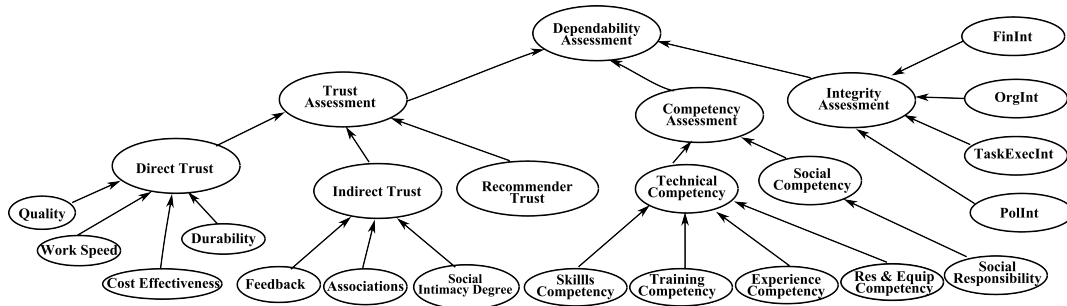 Dependability
Assessment
FinInt
Trust
Assessment
Integrity
Assessment
OrgInt
Competency
Assessment
TaskExecInt
Direct Trust
Indirect Trust
Recommender
Trust
Technical
Competency
Social
Competency
PolInt
Quality
Work Speed
Durability
Cost Effectiveness
Feedback
Associations
Social
Intimacy Degree
Skillls
Competency
Training
Competency
Experience
Competency
Res & Equip
Competency
Social
Responsibility